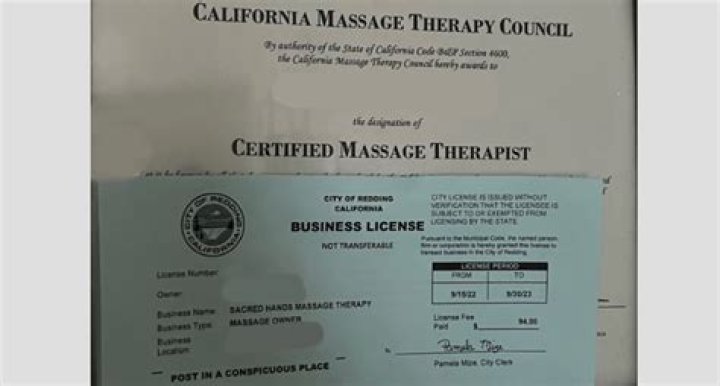 CALIFORNIA MASSAGE THERAPY COUNCIL
By authority of the State of California Code B&P Section 4600,
the California Massage Therapy Council hereby awards to
the designation of
CERTIFIED MASSAGE THERAPIST
CITY OF REDDING
CALIFORNIA
CITY OF REDDING
CALIFORNIA
BUSINESS LICENSE
NOT TRANSFERABLE
CITY LICENSE IS ISSUED WITHOUT
VERIFICATION THAT THE LICENSEE IS
SUBJECT TO OR EXEMPTED FROM
LICENSING BY THE STATE.
Pursuant to the Municipal Code, the named person,
firm or corporation is hereby granted this license to
transact business in the City of Redding
LICENSE PERIOD
FROM TO
9/15/22 9/30/23
License Number:
Owner:
Business Name: SACRED HANDS MASSAGE THERAPY
Business Type: MASSAGE OWNER
Business
Location:
License Fee
Paid $ 94.00
Pamela Mize
Pamela Mize, City Clerk
POST IN A CONSPICUOUS PLACE